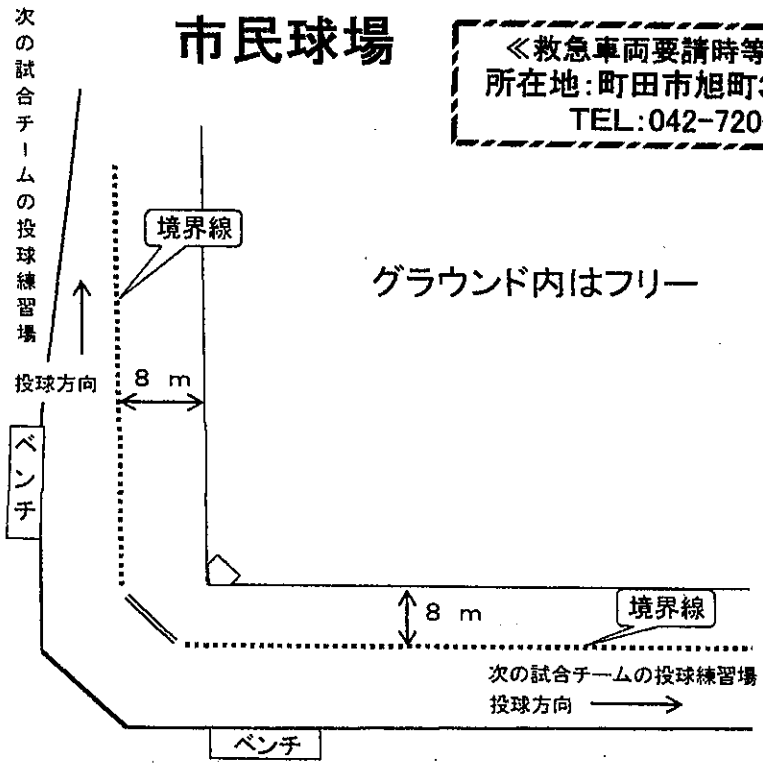 市民球場
≪救急車両要請時等
所在地:町田市旭町
TEL:042-720
次の試合チームの投球練習場
境界線
グラウンド内はフリー
投球方向
8 m
ベンチ
8 m
境界線
次の試合チームの投球練習場
投球方向
ベンチ